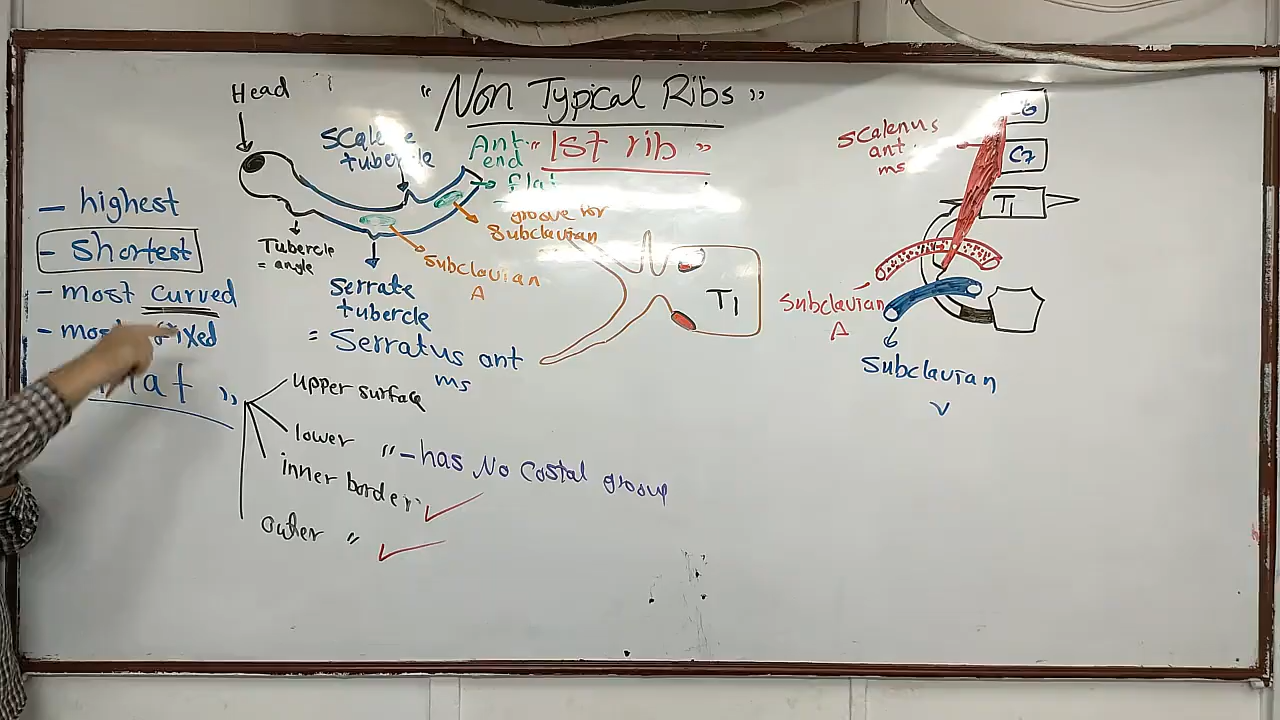 "Non Typical Ribs"
"1st rib"
Head
Scalene
tubercle
Ant.
end
flat
groove for
Subclavian
Subclavian
A
Tubercle
= angle
Serrate
tubercle
= Serratus ant
ms
- highest
- Shortest
- most curved
- most fixed
flat "
upper surface
lower " - has No Costal groove
inner border
outer "
T1
Scalenus
ant.
ms
C6
C7
T1
Subclavian
A
Subclavian
V